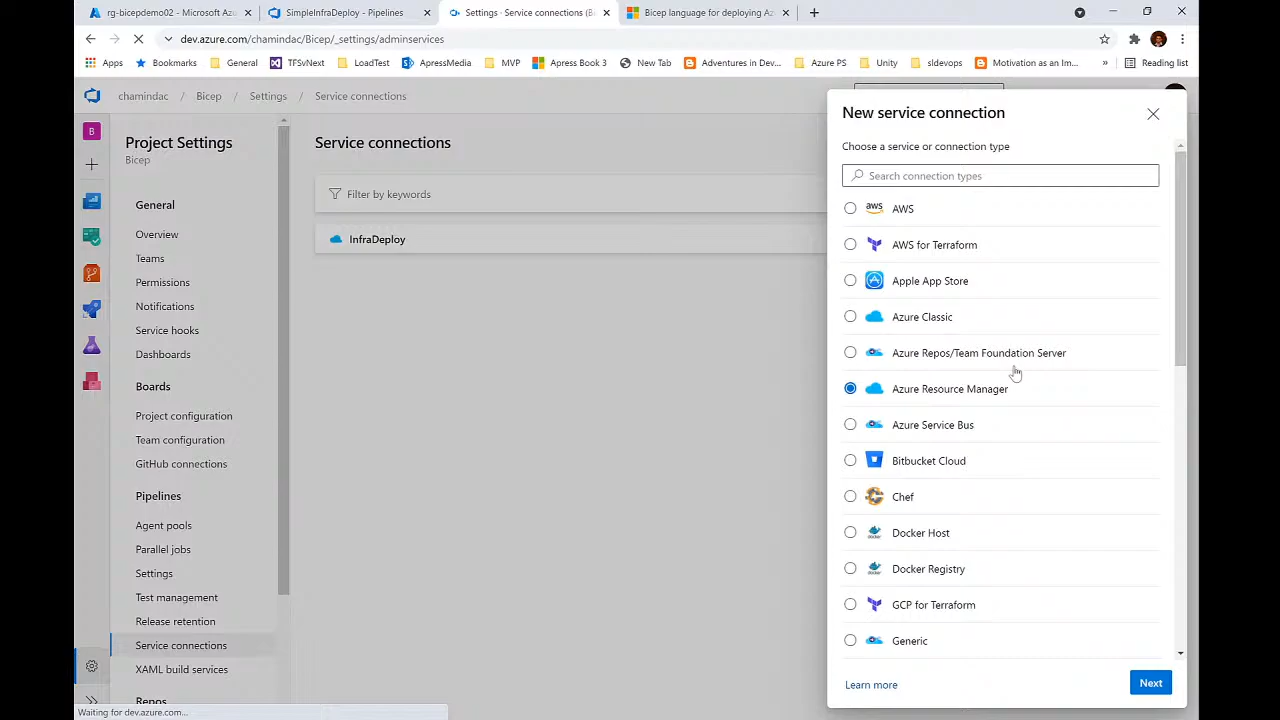 rg-bicepdemo02 - Microsoft Azu
SimpleInfraDeploy - Pipelines
Settings · Service connections (B
Bicep language for deploying Az
dev.azure.com/chamindac/Bicep/_settings/adminservices
Apps
Bookmarks
General
TFSvNext
LoadTest
ApressMedia
MVP
Apress Book 3
New Tab
Adventures in Dev...
Azure PS
Unity
sldevops
Motivation as an Im...
»
Reading list
chamindac
Bicep
Settings
Service connections
B
Project Settings
Bicep
General
Overview
Teams
Permissions
Notifications
Service hooks
Dashboards
Boards
Project configuration
Team configuration
GitHub connections
Pipelines
Agent pools
Parallel jobs
Settings
Test management
Release retention
Service connections
XAML build services
Repos
Waiting for dev.azure.com...
Service connections
Filter by keywords
InfraDeploy
New service connection
Choose a service or connection type
Search connection types
aws AWS
AWS for Terraform
Apple App Store
Azure Classic
Azure Repos/Team Foundation Server
Azure Resource Manager
Azure Service Bus
Bitbucket Cloud
Chef
Docker Host
Docker Registry
GCP for Terraform
Generic
Learn more
Next